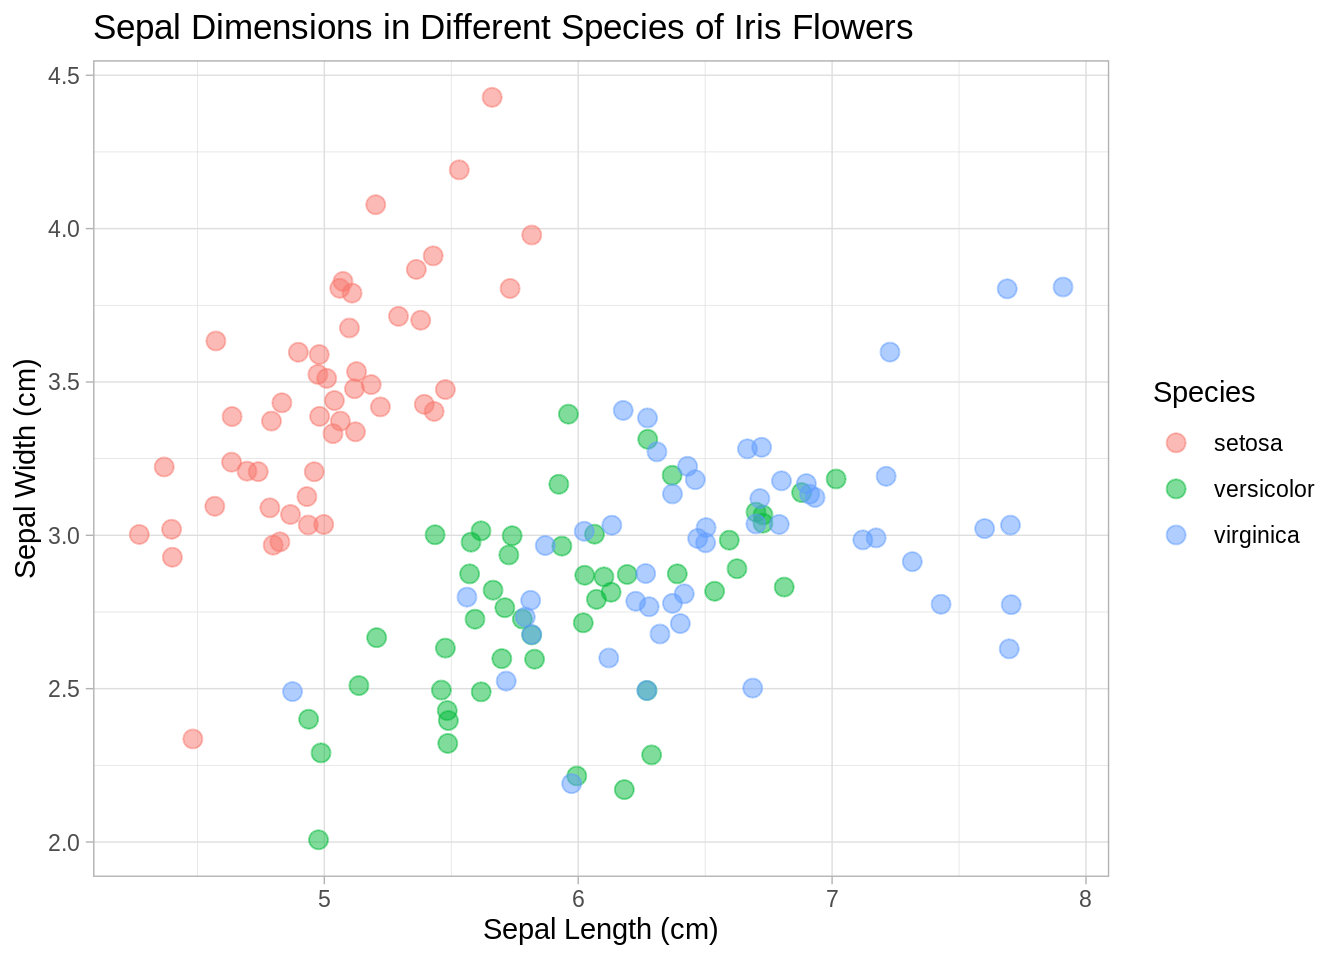 Sepal Dimensions in Different Species of Iris Flowers
4.5
4.0
3.5
3.0
2.5
2.0
Sepal Width (cm)
5 6 7 8
Sepal Length (cm)
Species
setosa
versicolor
virginica